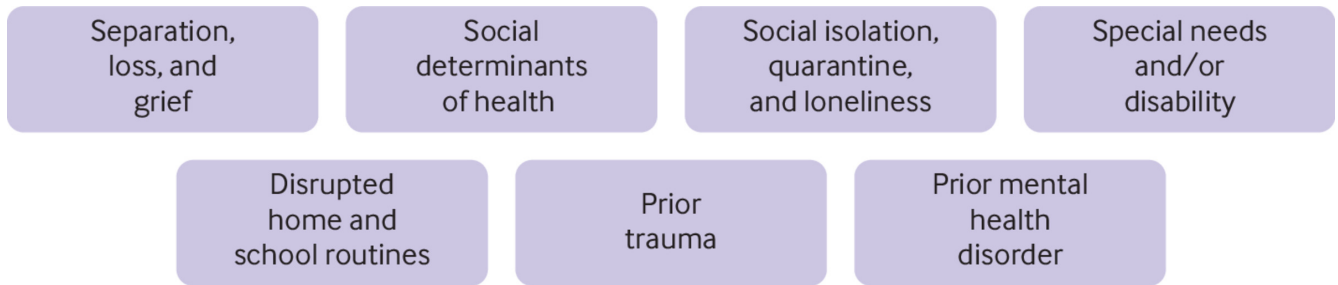 Separation,
loss, and
grief
Social
determinants
of health
Social isolation,
quarantine,
and loneliness
Special needs
and/or
disability
Disrupted
home and
school routines
Prior
trauma
Prior mental
health
disorder